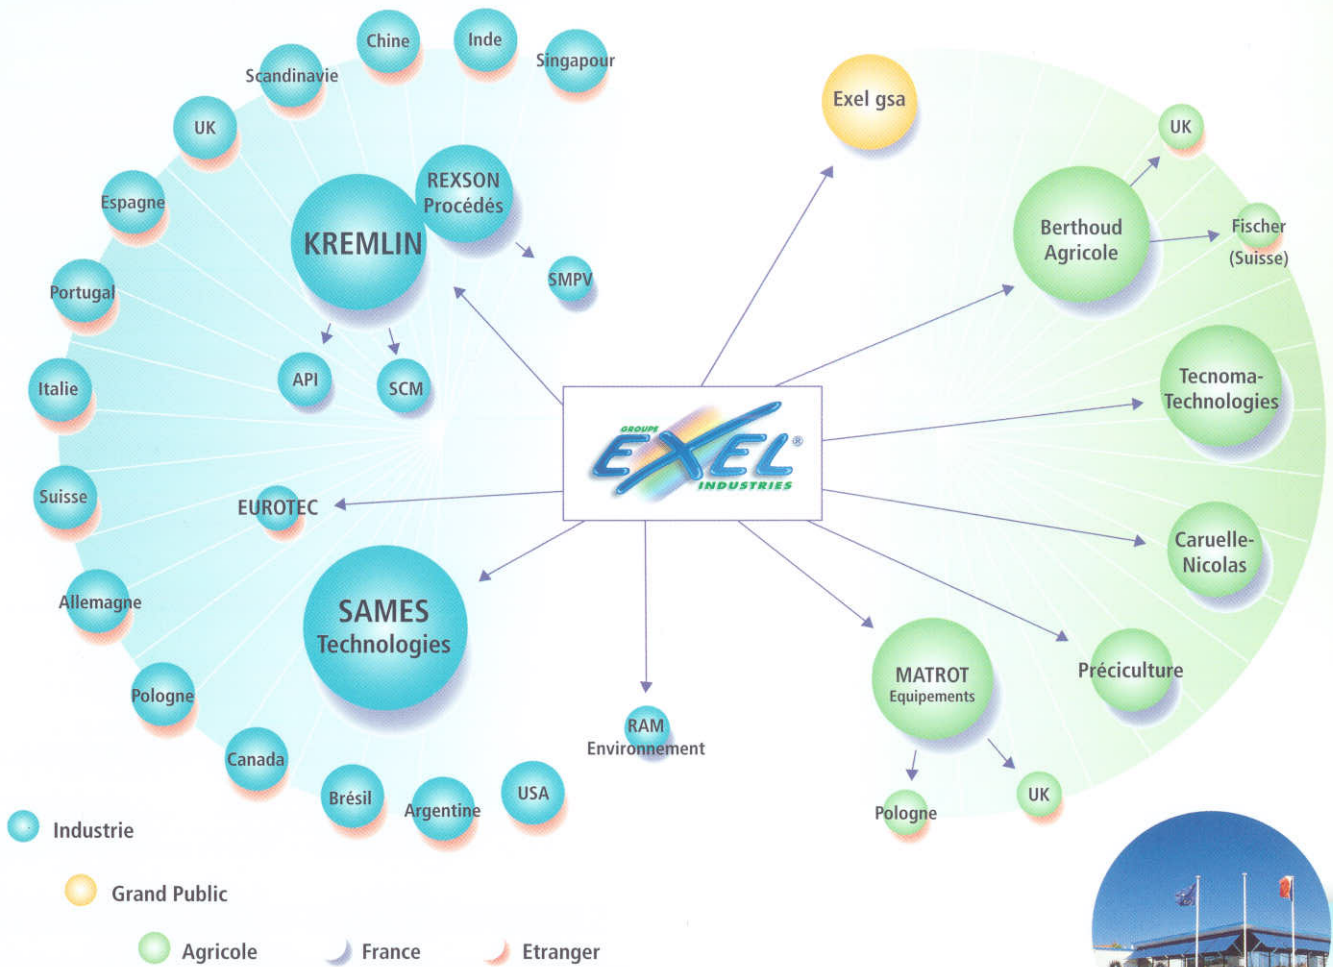 Chine
Inde
Singapour
Scandinavie
UK
Espagne
Portugal
Italie
Suisse
Allemagne
Pologne
Canada
Brésil
Argentine
USA
REXSON
Procédés
KREMLIN
SMPV
API
SCM
EUROTEC
SAMES
Technologies
GROUPE
EXEL®
INDUSTRIES
RAM
Environnement
Exel gsa
UK
Berthoud
Agricole
Fischer
(Suisse)
Tecnoma-
Technologies
Caruelle-
Nicolas
Préciculture
MATROT
Equipements
Pologne
UK
Industrie
Grand Public
Agricole
France
Etranger